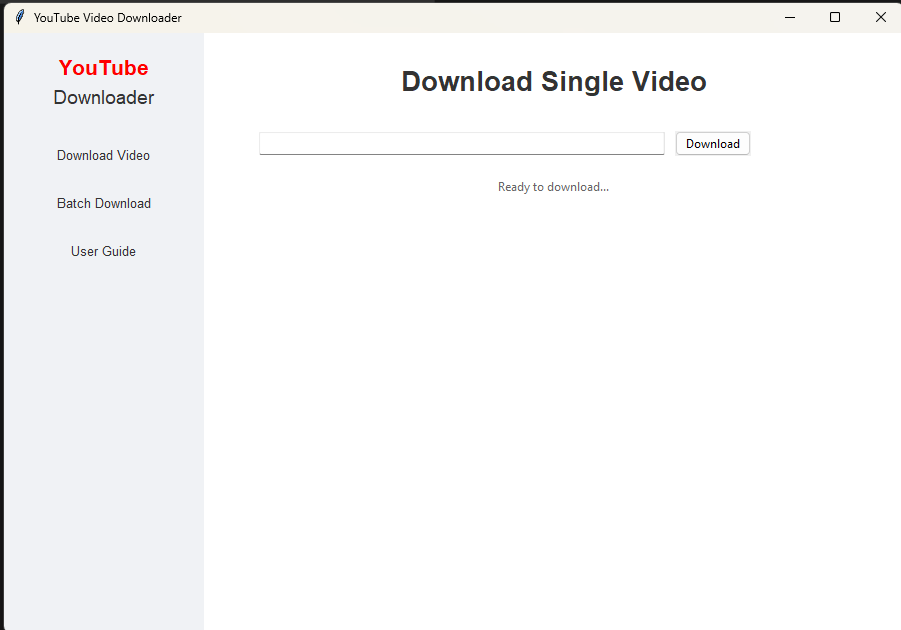 YouTube Video Downloader
YouTube
Downloader
Download Video
Batch Download
User Guide
Download Single Video
Download
Ready to download...